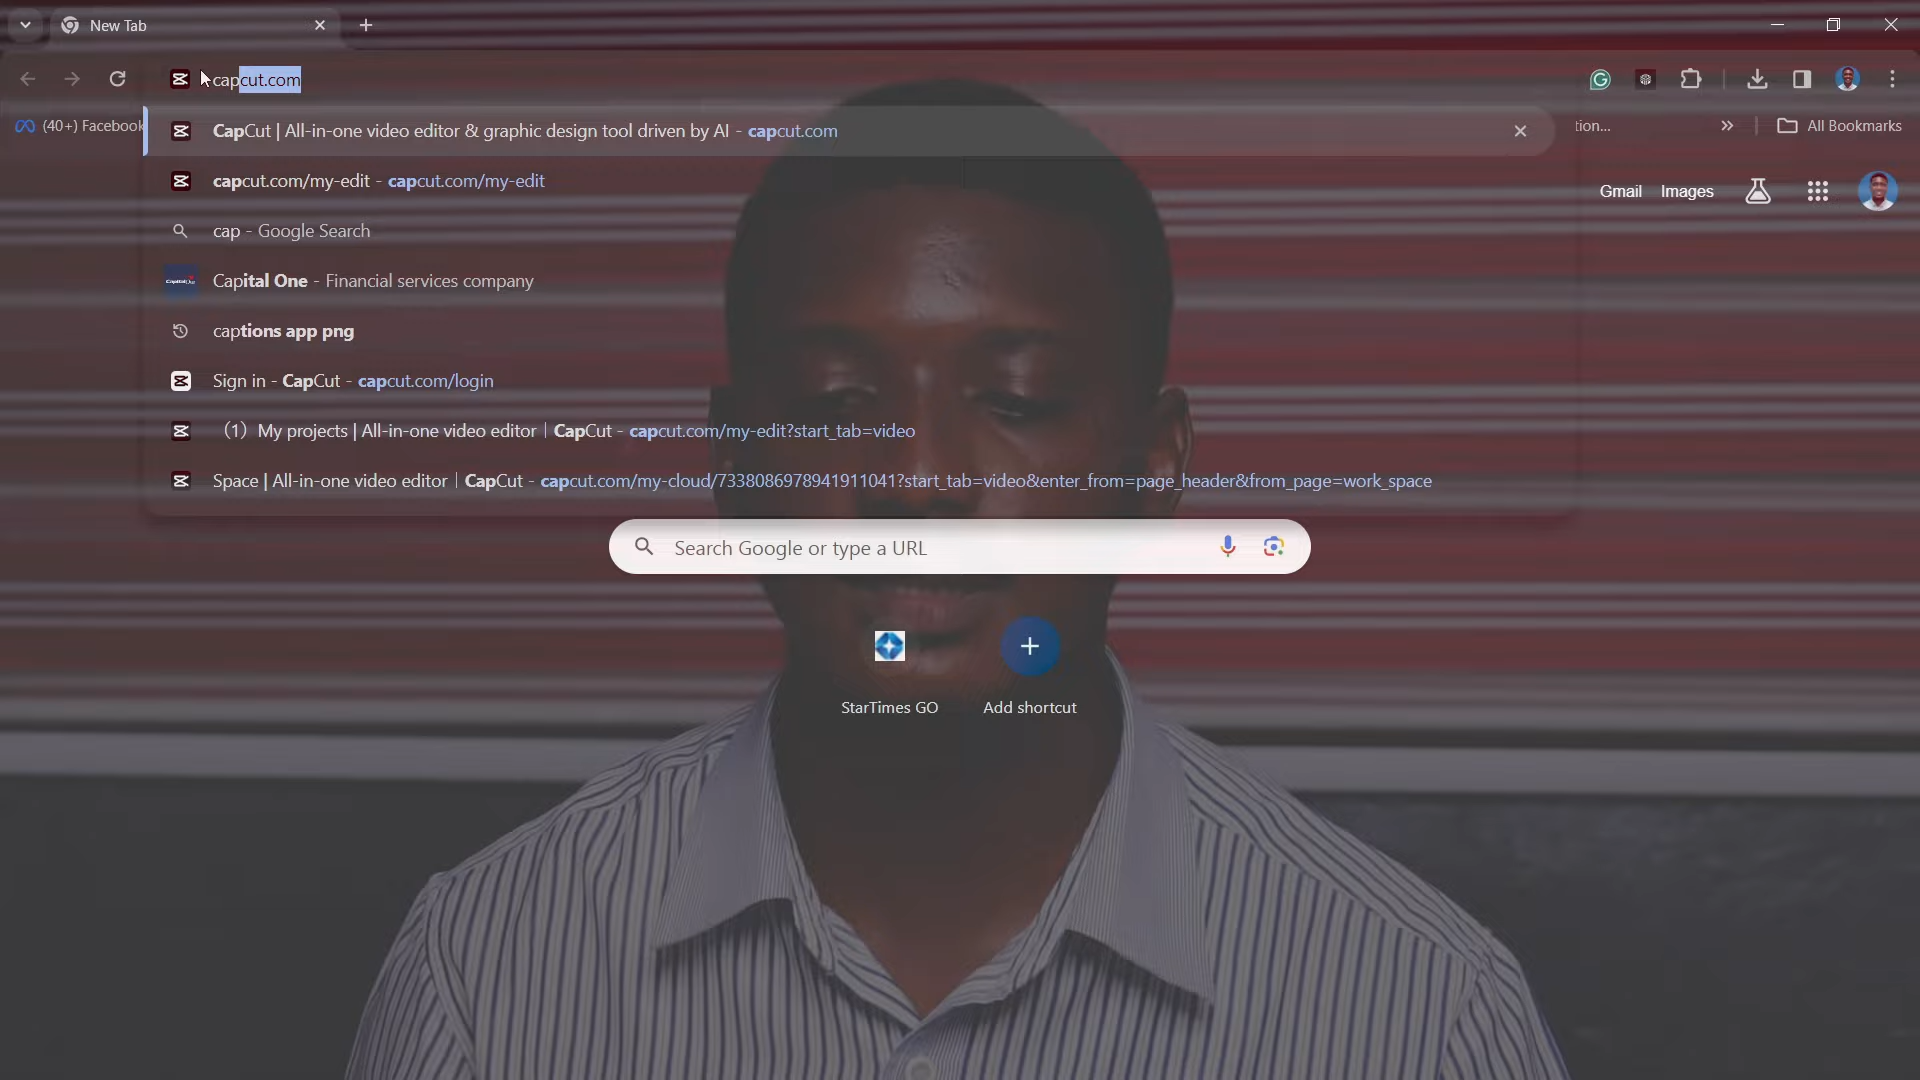 New Tab
capcut.com
(40+) Facebook
CapCut | All-in-one video editor & graphic design tool driven by AI - capcut.com
tion...
All Bookmarks
capcut.com/my-edit - capcut.com/my-edit
Gmail Images
cap - Google Search
Capital One - Financial services company
captions app png
Sign in - CapCut - capcut.com/login
(1) My projects | All-in-one video editor | CapCut - capcut.com/my-edit?start_tab=video
Space | All-in-one video editor | CapCut - capcut.com/my-cloud/7338086978941911041?start_tab=video&enter_from=page_header&from_page=work_space
Search Google or type a URL
StarTimes GO
Add shortcut